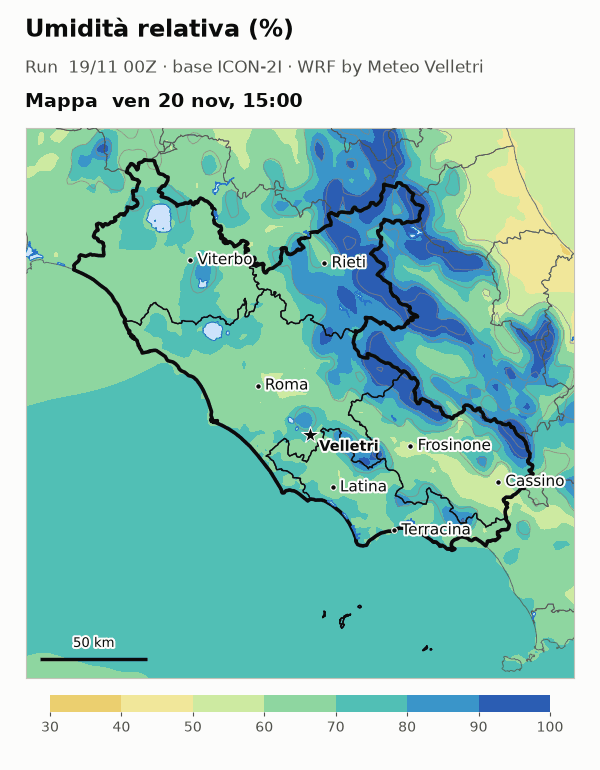 Umidità relativa (%)
Run  19/11 00Z · base ICON-2I · WRF by Meteo Velletri
Mappa  ven 20 nov, 15:00
Viterbo
Rieti
Roma
Velletri
Frosinone
Cassino
Latina
Terracina
50 km
30 40 50 60 70 80 90 100